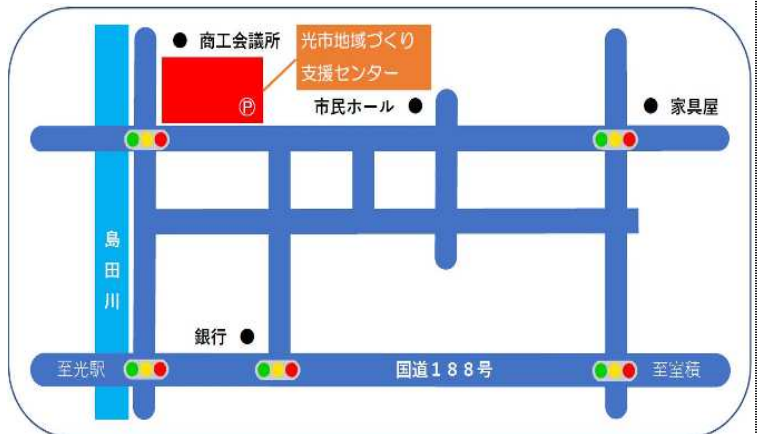 商工会議所
光市地域づくり
支援センター
Ⓟ
市民ホール
家具屋
島田川
銀行
至光駅
国道188号
至室積